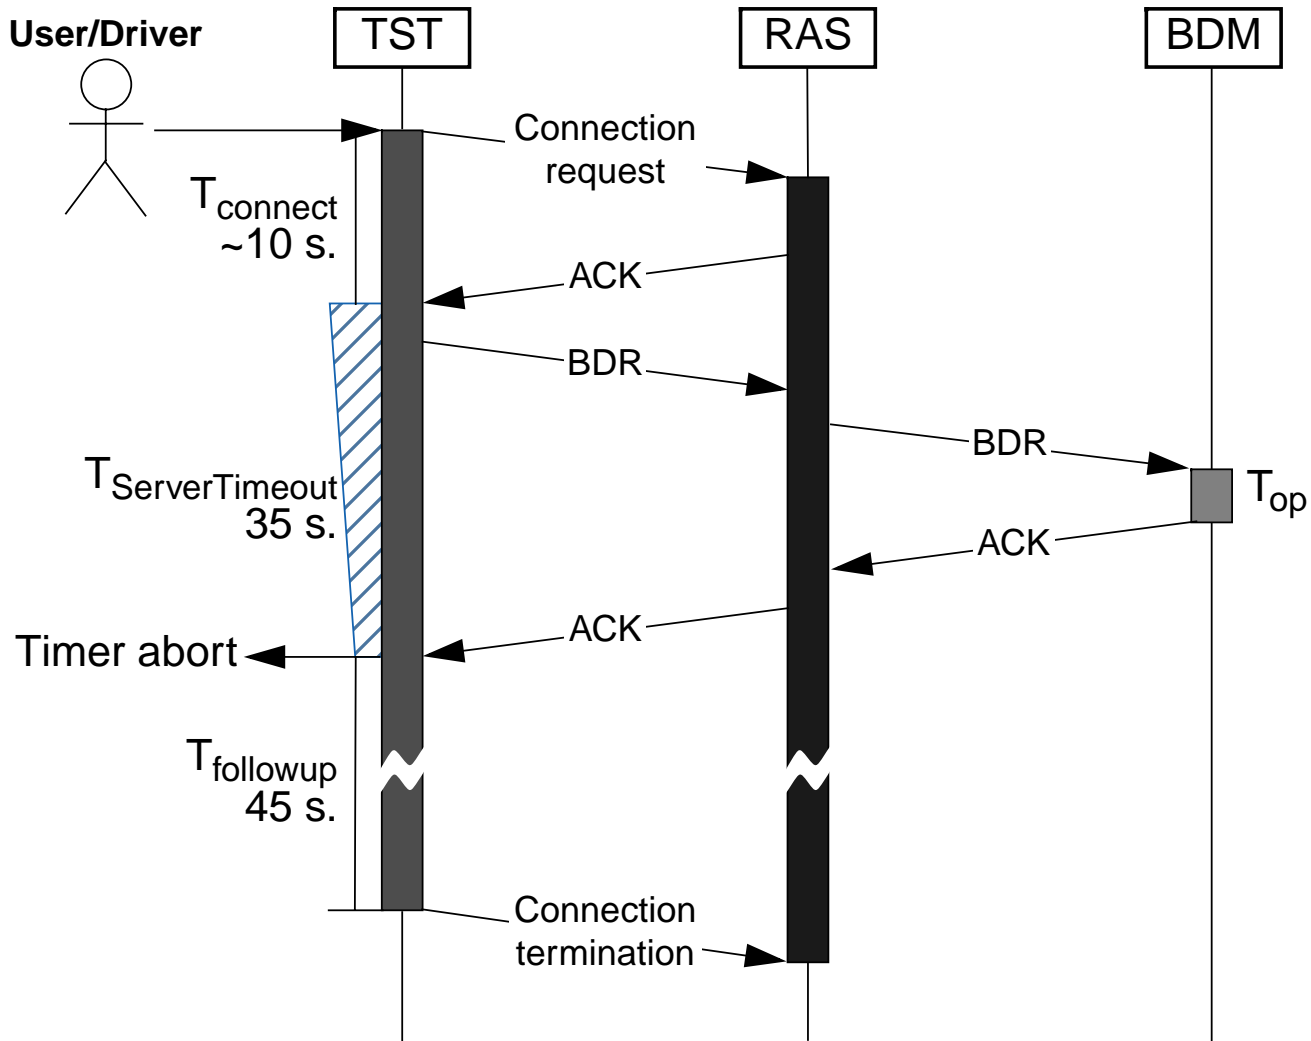 User/Driver
TST
RAS
BDM
Connection
request
Tconnect
~10 s.
ACK
BDR
BDR
TServerTimeout
35 s.
Top
ACK
ACK
Timer abort
Tfollowup
45 s.
Connection
termination